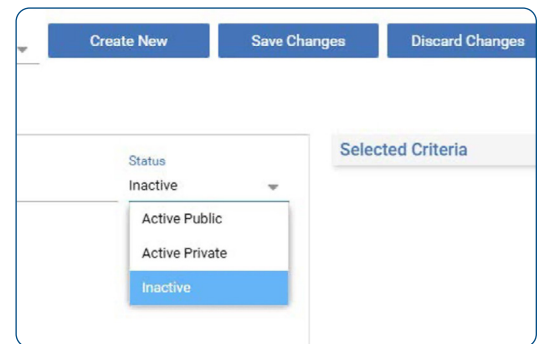 Create New
Save Changes
Discard Changes
Status
Selected Criteria
Inactive
Active Public
Active Private
Inactive